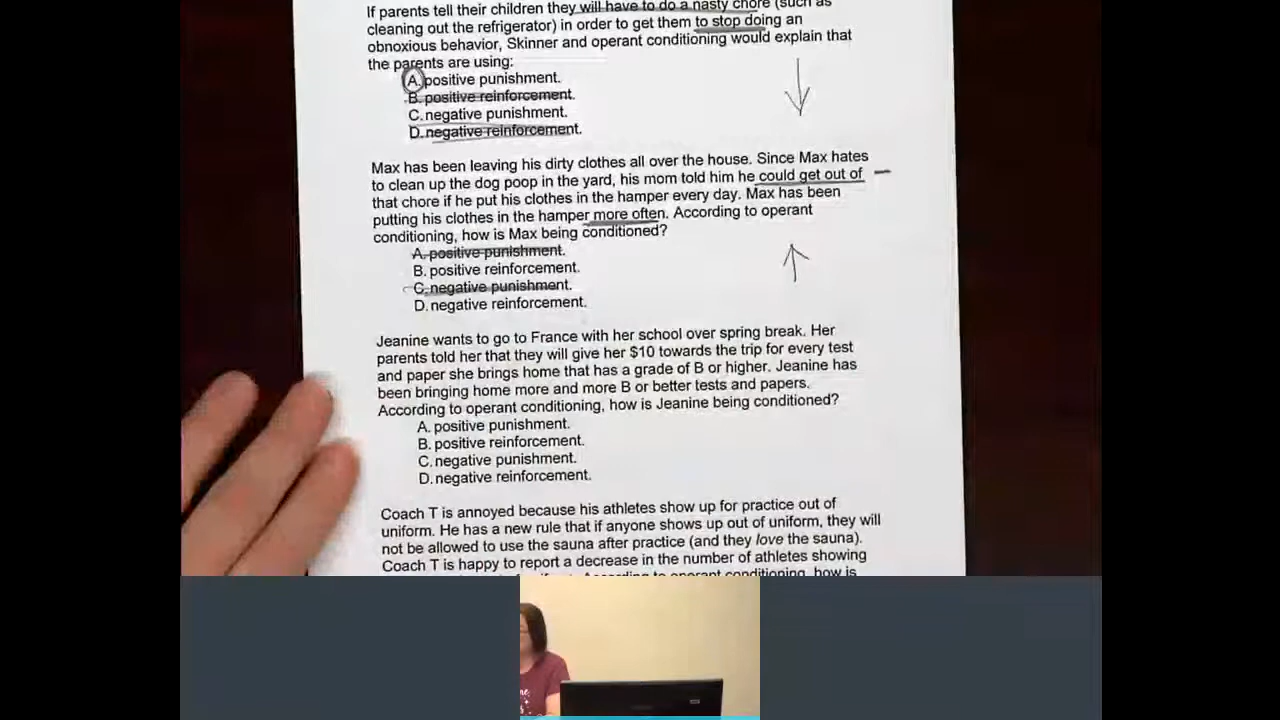 If parents tell their children they will have to do a nasty chore (such as
cleaning out the refrigerator) in order to get them to stop doing an
obnoxious behavior, Skinner and operant conditioning would explain that
the parents are using:
A. positive punishment.
B. positive reinforcement.
C. negative punishment.
D. negative reinforcement.
Max has been leaving his dirty clothes all over the house. Since Max hates
to clean up the dog poop in the yard, his mom told him he could get out of
that chore if he put his clothes in the hamper every day. Max has been
putting his clothes in the hamper more often. According to operant
conditioning, how is Max being conditioned?
A. positive punishment.
B. positive reinforcement.
C. negative punishment.
D. negative reinforcement.
Jeanine wants to go to France with her school over spring break. Her
parents told her that they will give her $10 towards the trip for every test
and paper she brings home that has a grade of B or higher. Jeanine has
been bringing home more and more B or better tests and papers.
According to operant conditioning, how is Jeanine being conditioned?
A. positive punishment.
B. positive reinforcement.
C. negative punishment.
D. negative reinforcement.
Coach T is annoyed because his athletes show up for practice out of
uniform. He has a new rule that if anyone shows up out of uniform, they will
not be allowed to use the sauna after practice (and they love the sauna).
Coach T is happy to report a decrease in the number of athletes showing
According to operant conditioning, how is